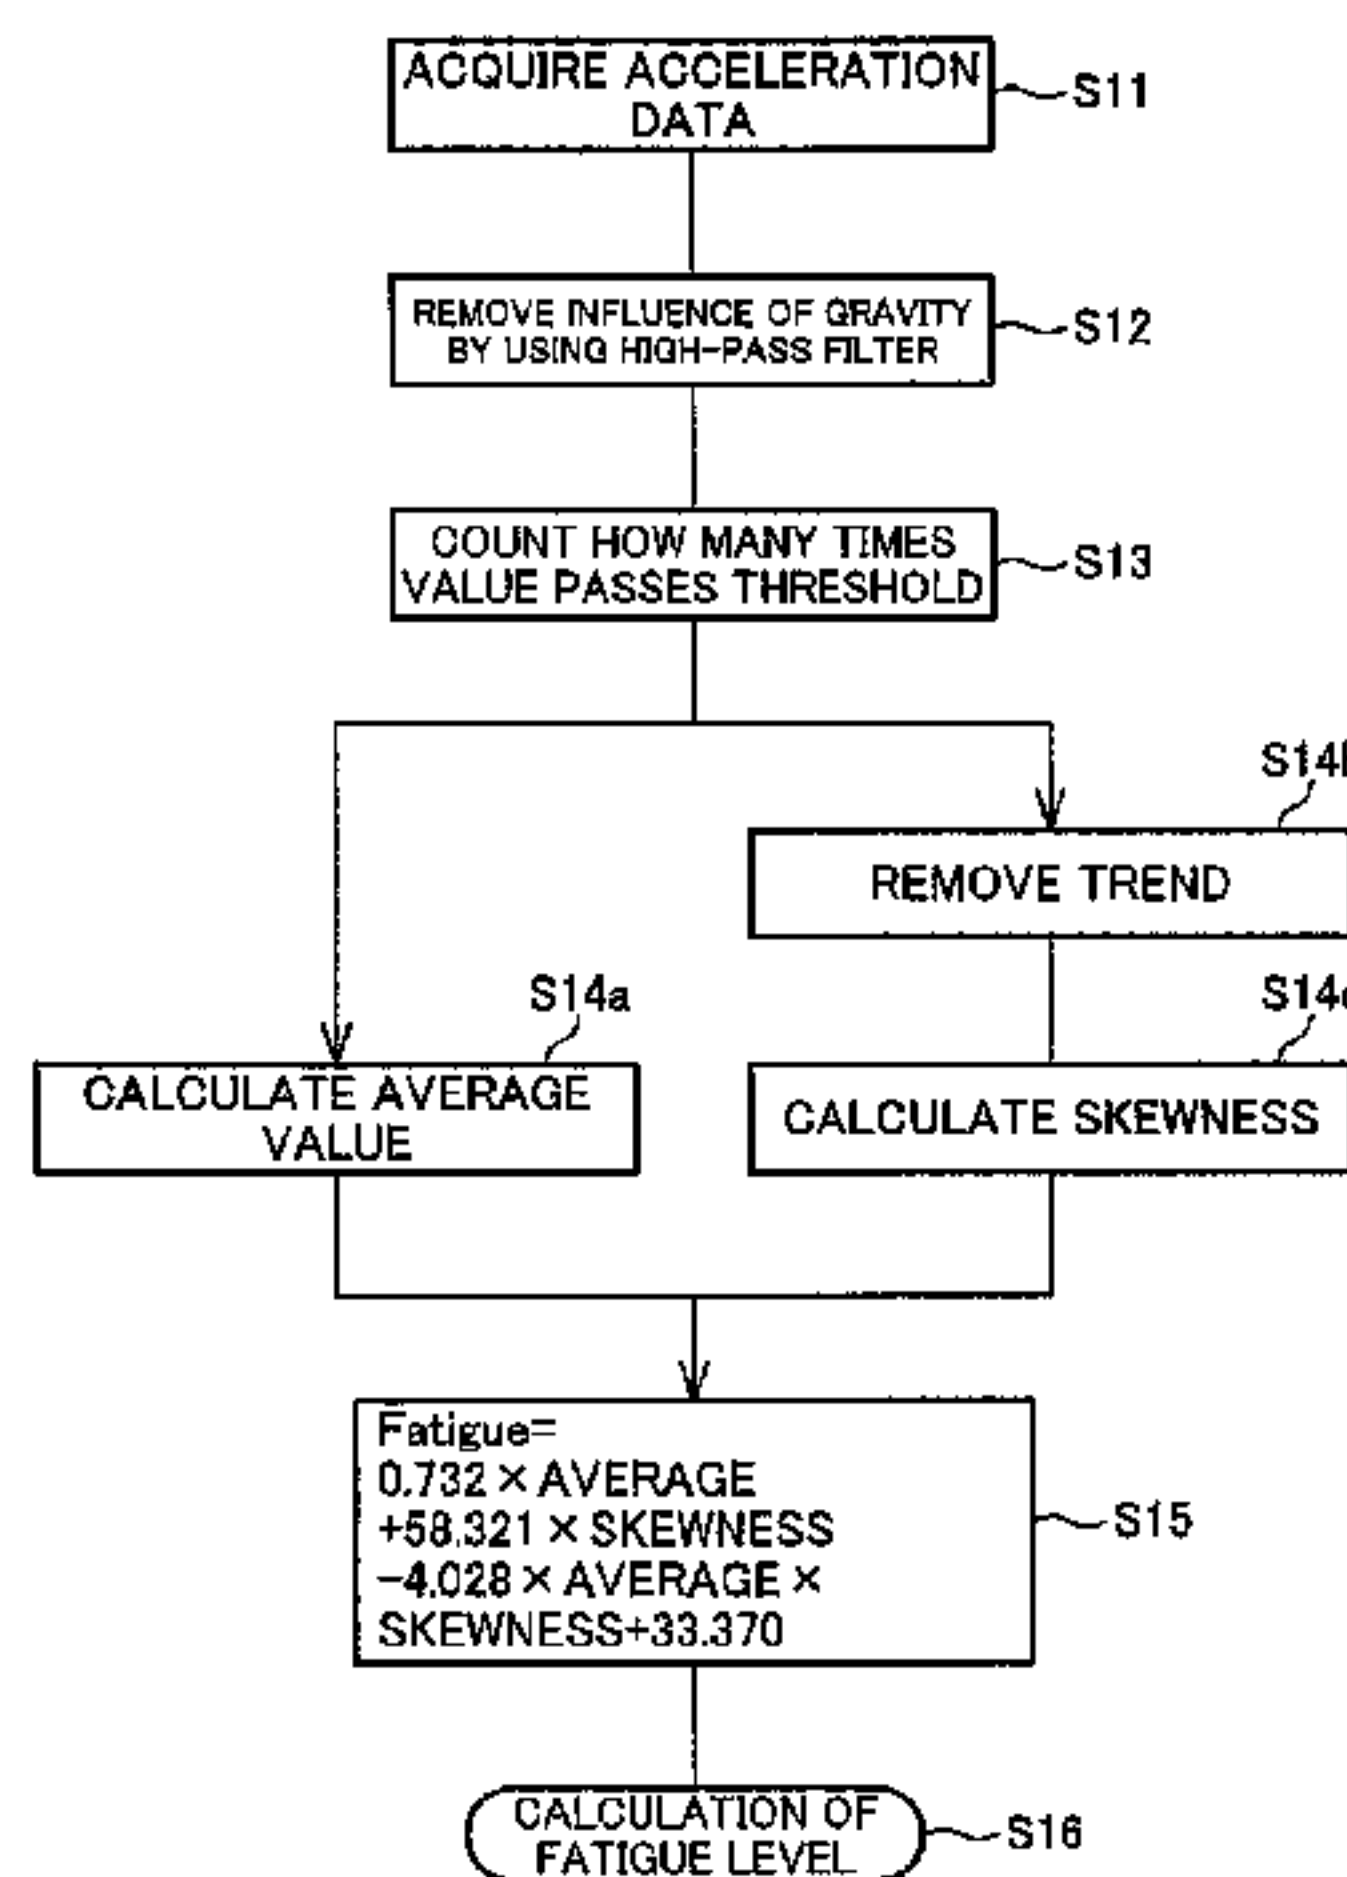 ACQUIRE ACCELERATION
DATA
S11
REMOVE INFLUENCE OF GRAVITY
BY USING HIGH-PASS FILTER
S12
COUNT HOW MANY TIMES
VALUE PASSES THRESHOLD
S13
REMOVE TREND
S14a
CALCULATE AVERAGE
VALUE
CALCULATE SKEWNESS
Fatigue=
0.732 × AVERAGE
+58.321 × SKEWNESS
-4.028 × AVERAGE ×
SKEWNESS+33.370
S15
CALCULATION OF
FATIGUE LEVEL
S16